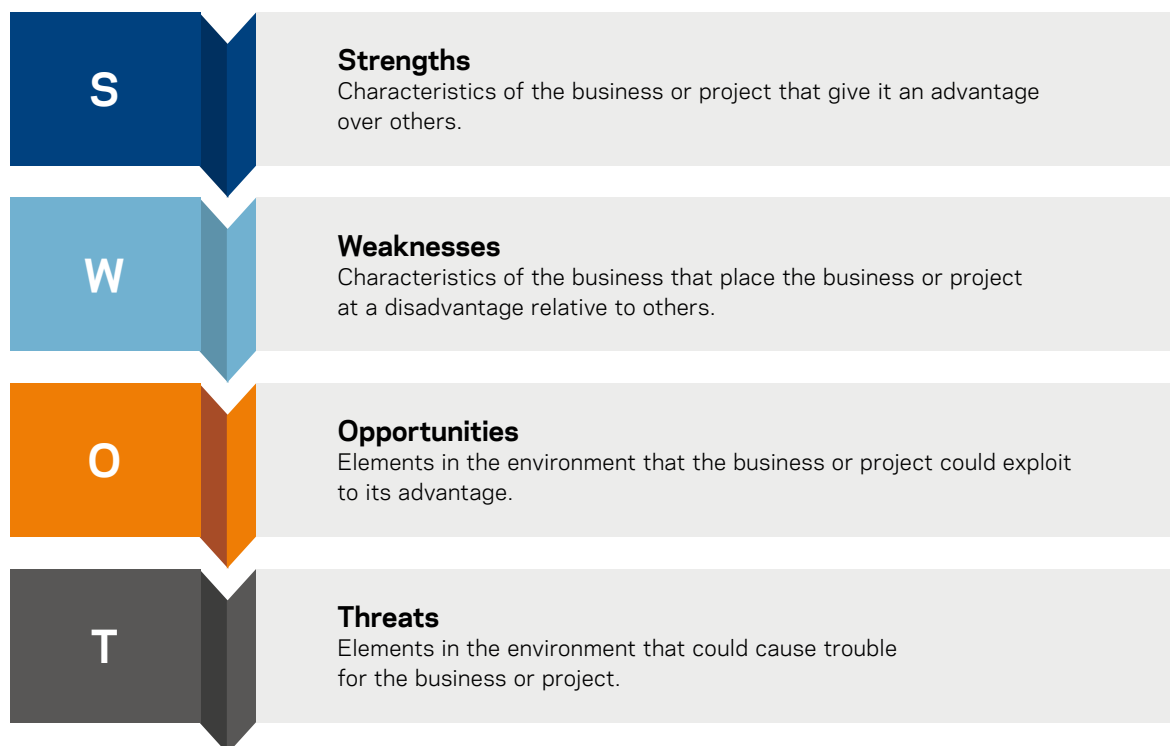 S
Strengths
Characteristics of the business or project that give it an advantage
over others.
W
Weaknesses
Characteristics of the business that place the business or project
at a disadvantage relative to others.
O
Opportunities
Elements in the environment that the business or project could exploit
to its advantage.
T
Threats
Elements in the environment that could cause trouble
for the business or project.